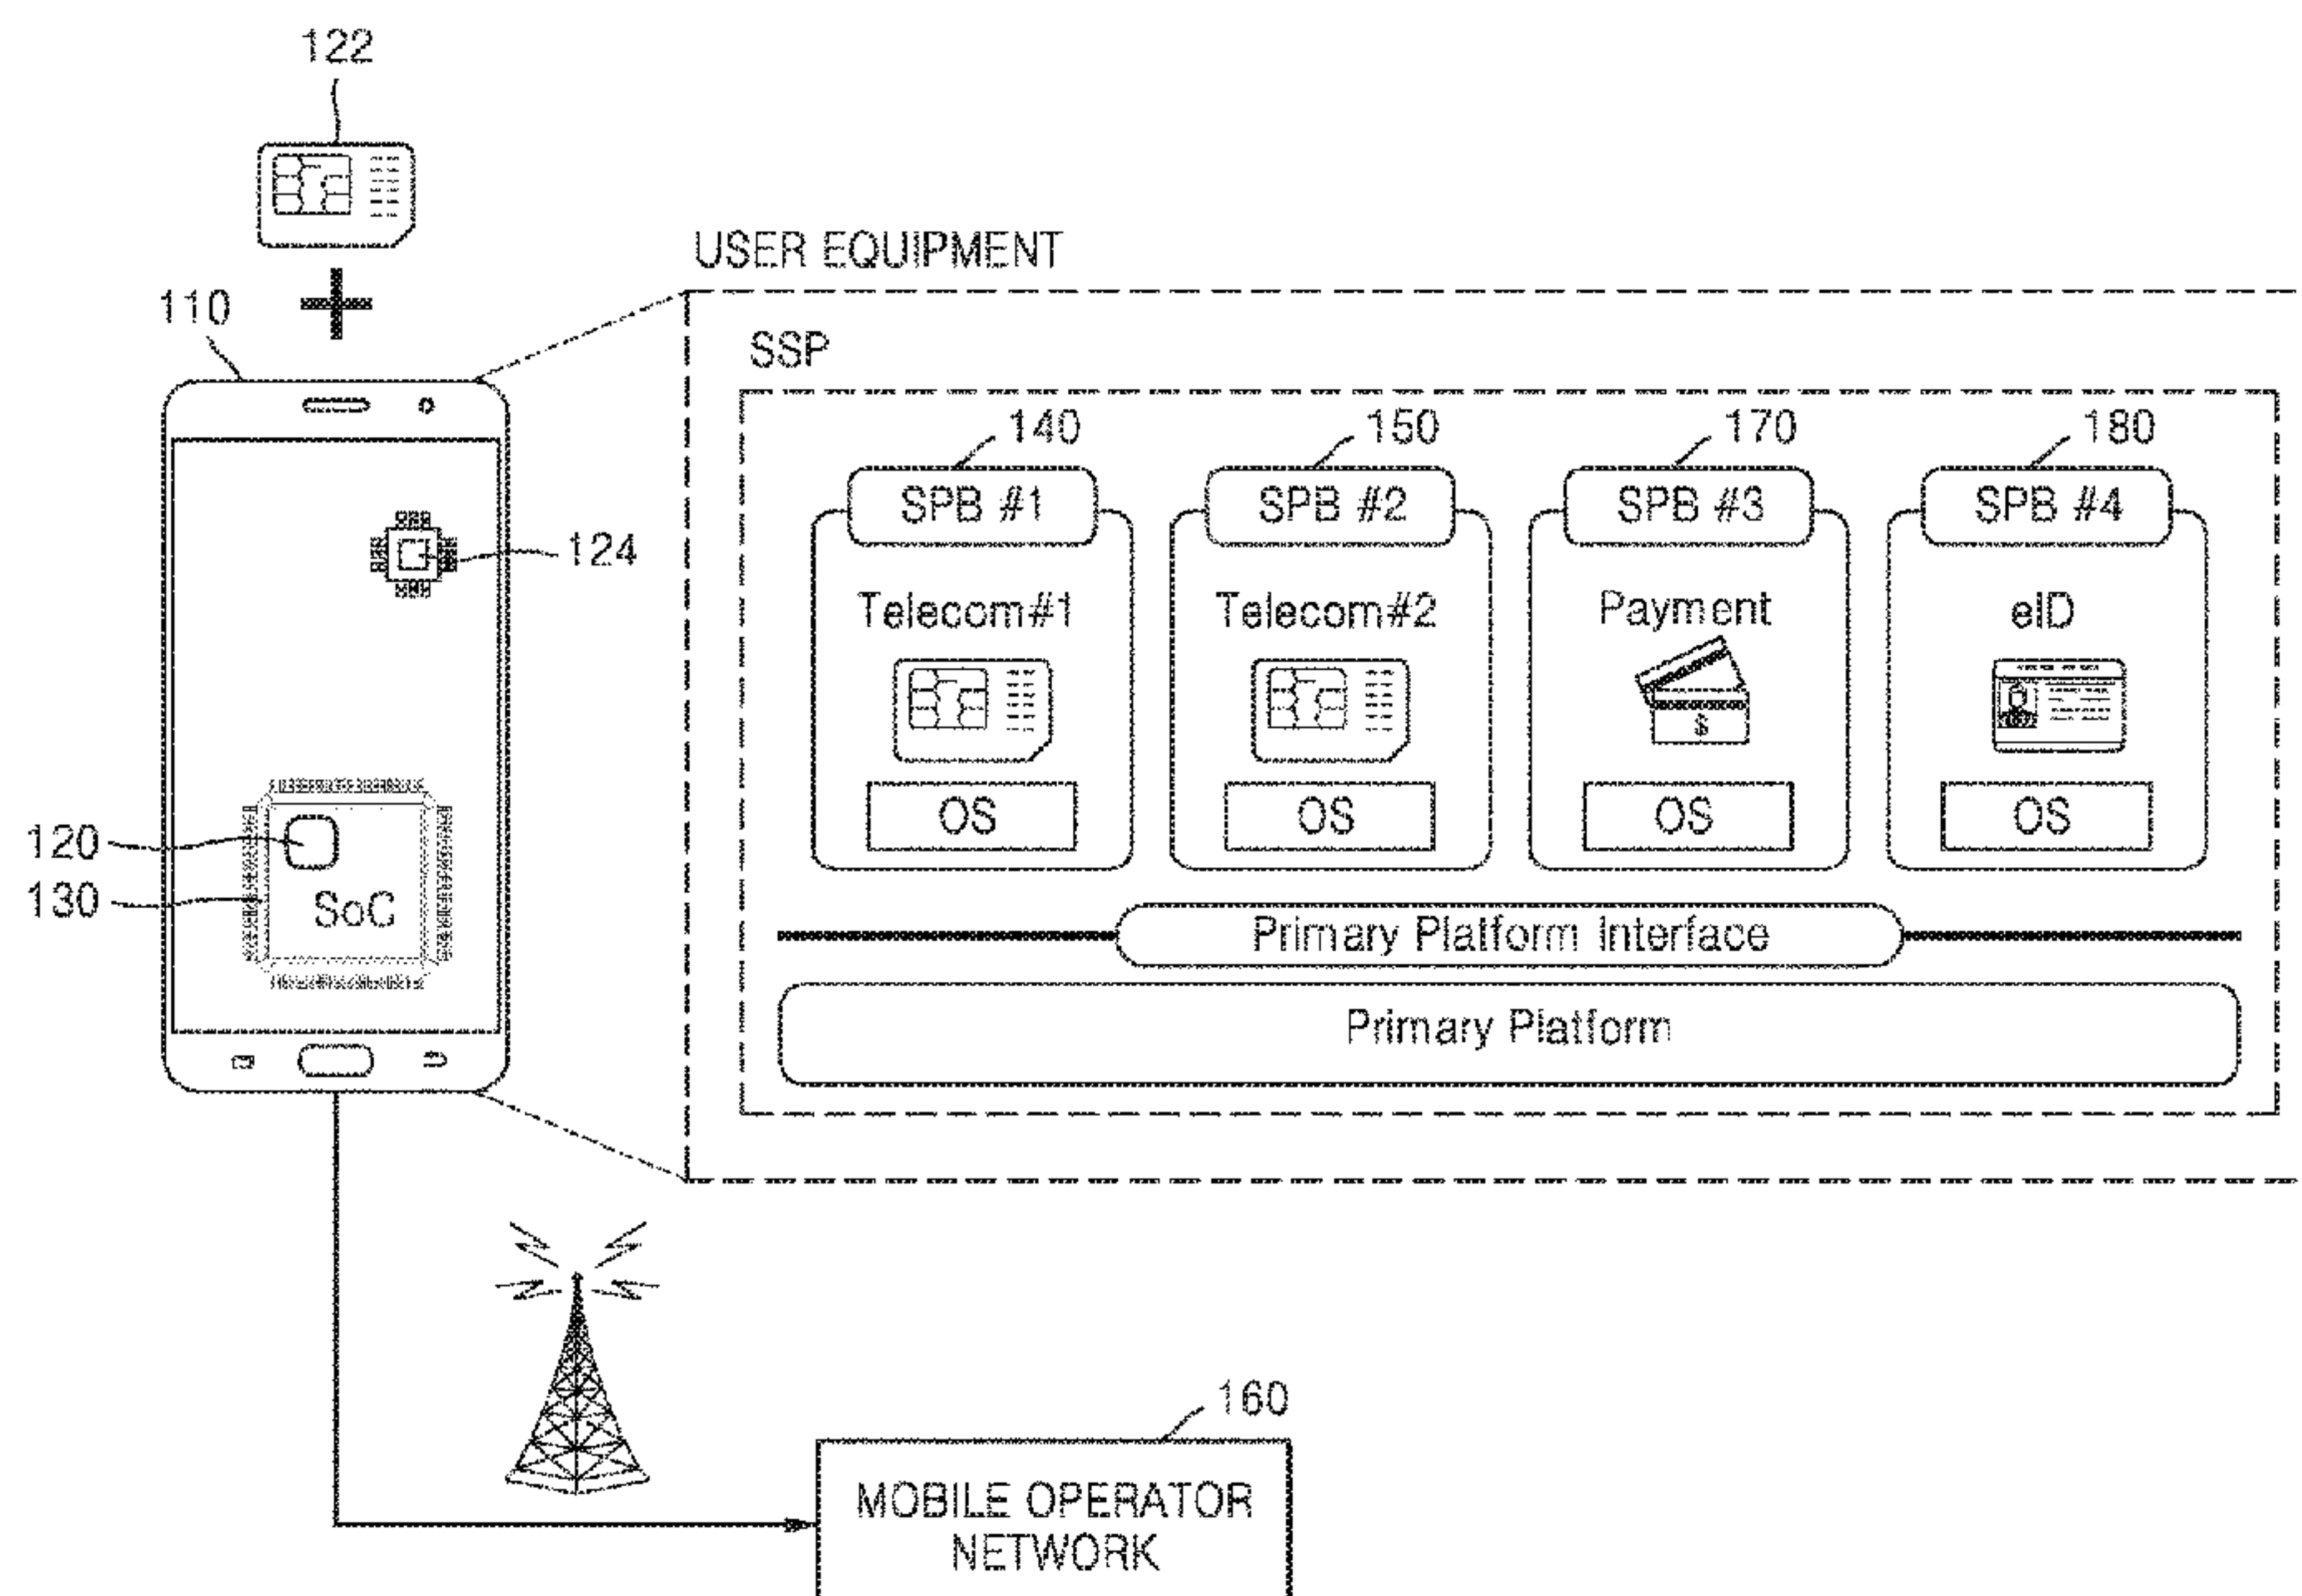 122
USER EQUIPMENT
110
SSP
140
150
170
180
SPB #1
SPB #2
SPB #3
SPB #4
124
Telecom#1
Telecom#2
Payment
eID
$
OS
OS
OS
OS
120
130
SoC
Primary Platform Interface
Primary Platform
160
MOBILE OPERATOR
NETWORK